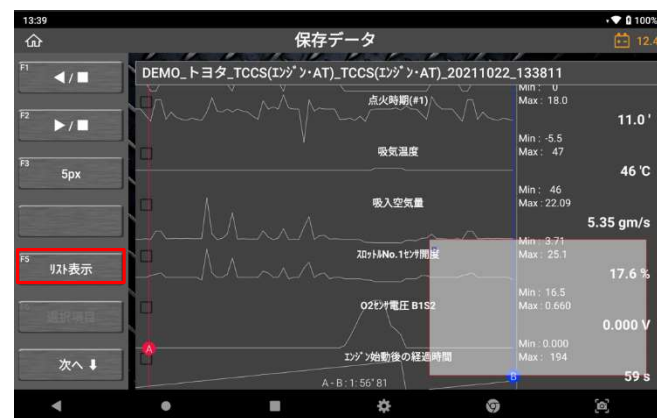 13:39
100%
保存データ
12.4
F1
◀/■
DEMO_トヨタ_TCCS(エンジン・AT)_TCCS(エンジン・AT)_20211022_133811
Min : 0
点火時期(#1)
Max : 18.0
11.0 '
F2
▶/■
Min : -5.5
吸気温度
Max : 47
46 'C
F3
5px
Min : 46
吸入空気量
Max : 22.09
5.35 gm/s
Min : 3.71
スロットルNo.1センサ開度
Max : 25.1
17.6 %
F5
リスト表示
Min : 16.5
O2センサ電圧 B1S2
Max : 0.660
0.000 V
選択項目
Min : 0.000
エンジン始動後の経過時間
Max : 194
59 s
次へ ⬇
A
A - B : 1: 56" 81
B